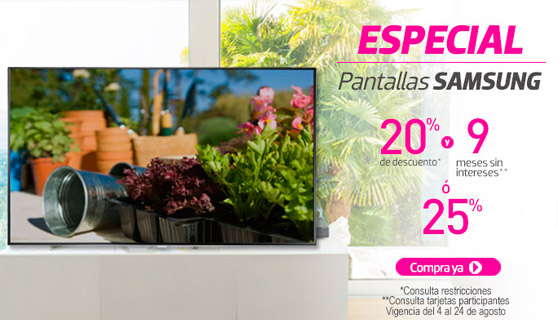 ESPECIAL
Pantallas SAMSUNG
20% y 9
de descuento* meses sin
intereses**
ó
25%
Compra ya
*Consulta restricciones
**Consulta tarjetas participantes
Vigencia del 4 al 24 de agosto